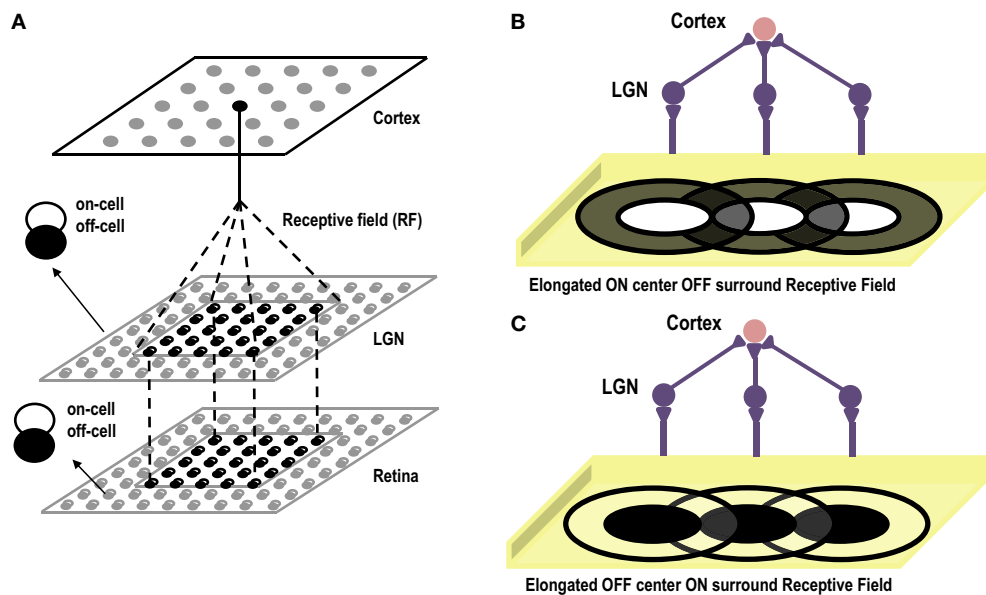 A
Cortex
on-cell
off-cell
Receptive field (RF)
LGN
on-cell
off-cell
Retina
B
Cortex
LGN
Elongated ON center OFF surround Receptive Field
C
Cortex
LGN
Elongated OFF center ON surround Receptive Field